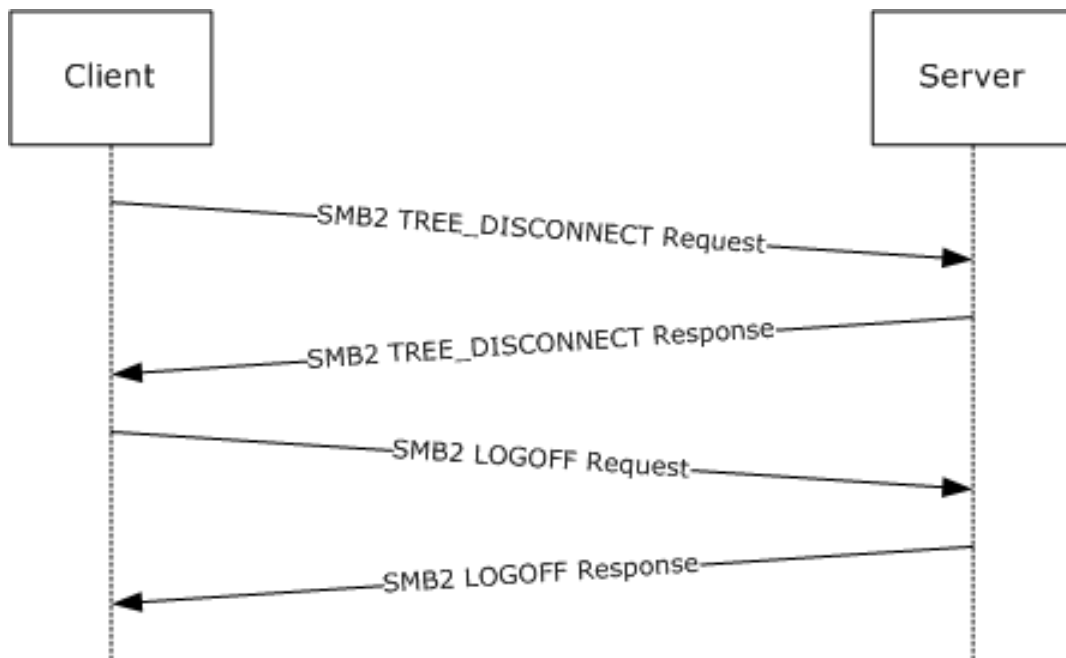 Client
Server
SMB2 TREE_DISCONNECT Request
SMB2 TREE_DISCONNECT Response
SMB2 LOGOFF Request
SMB2 LOGOFF Response